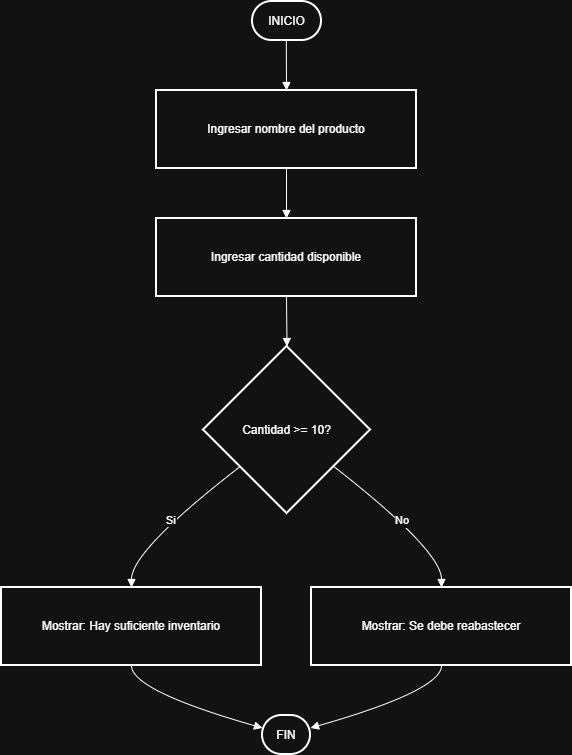 INICIO
Ingresar nombre del producto
Ingresar cantidad disponible
Cantidad >= 10?
Si
No
Mostrar: Hay suficiente inventario
Mostrar: Se debe reabastecer
FIN